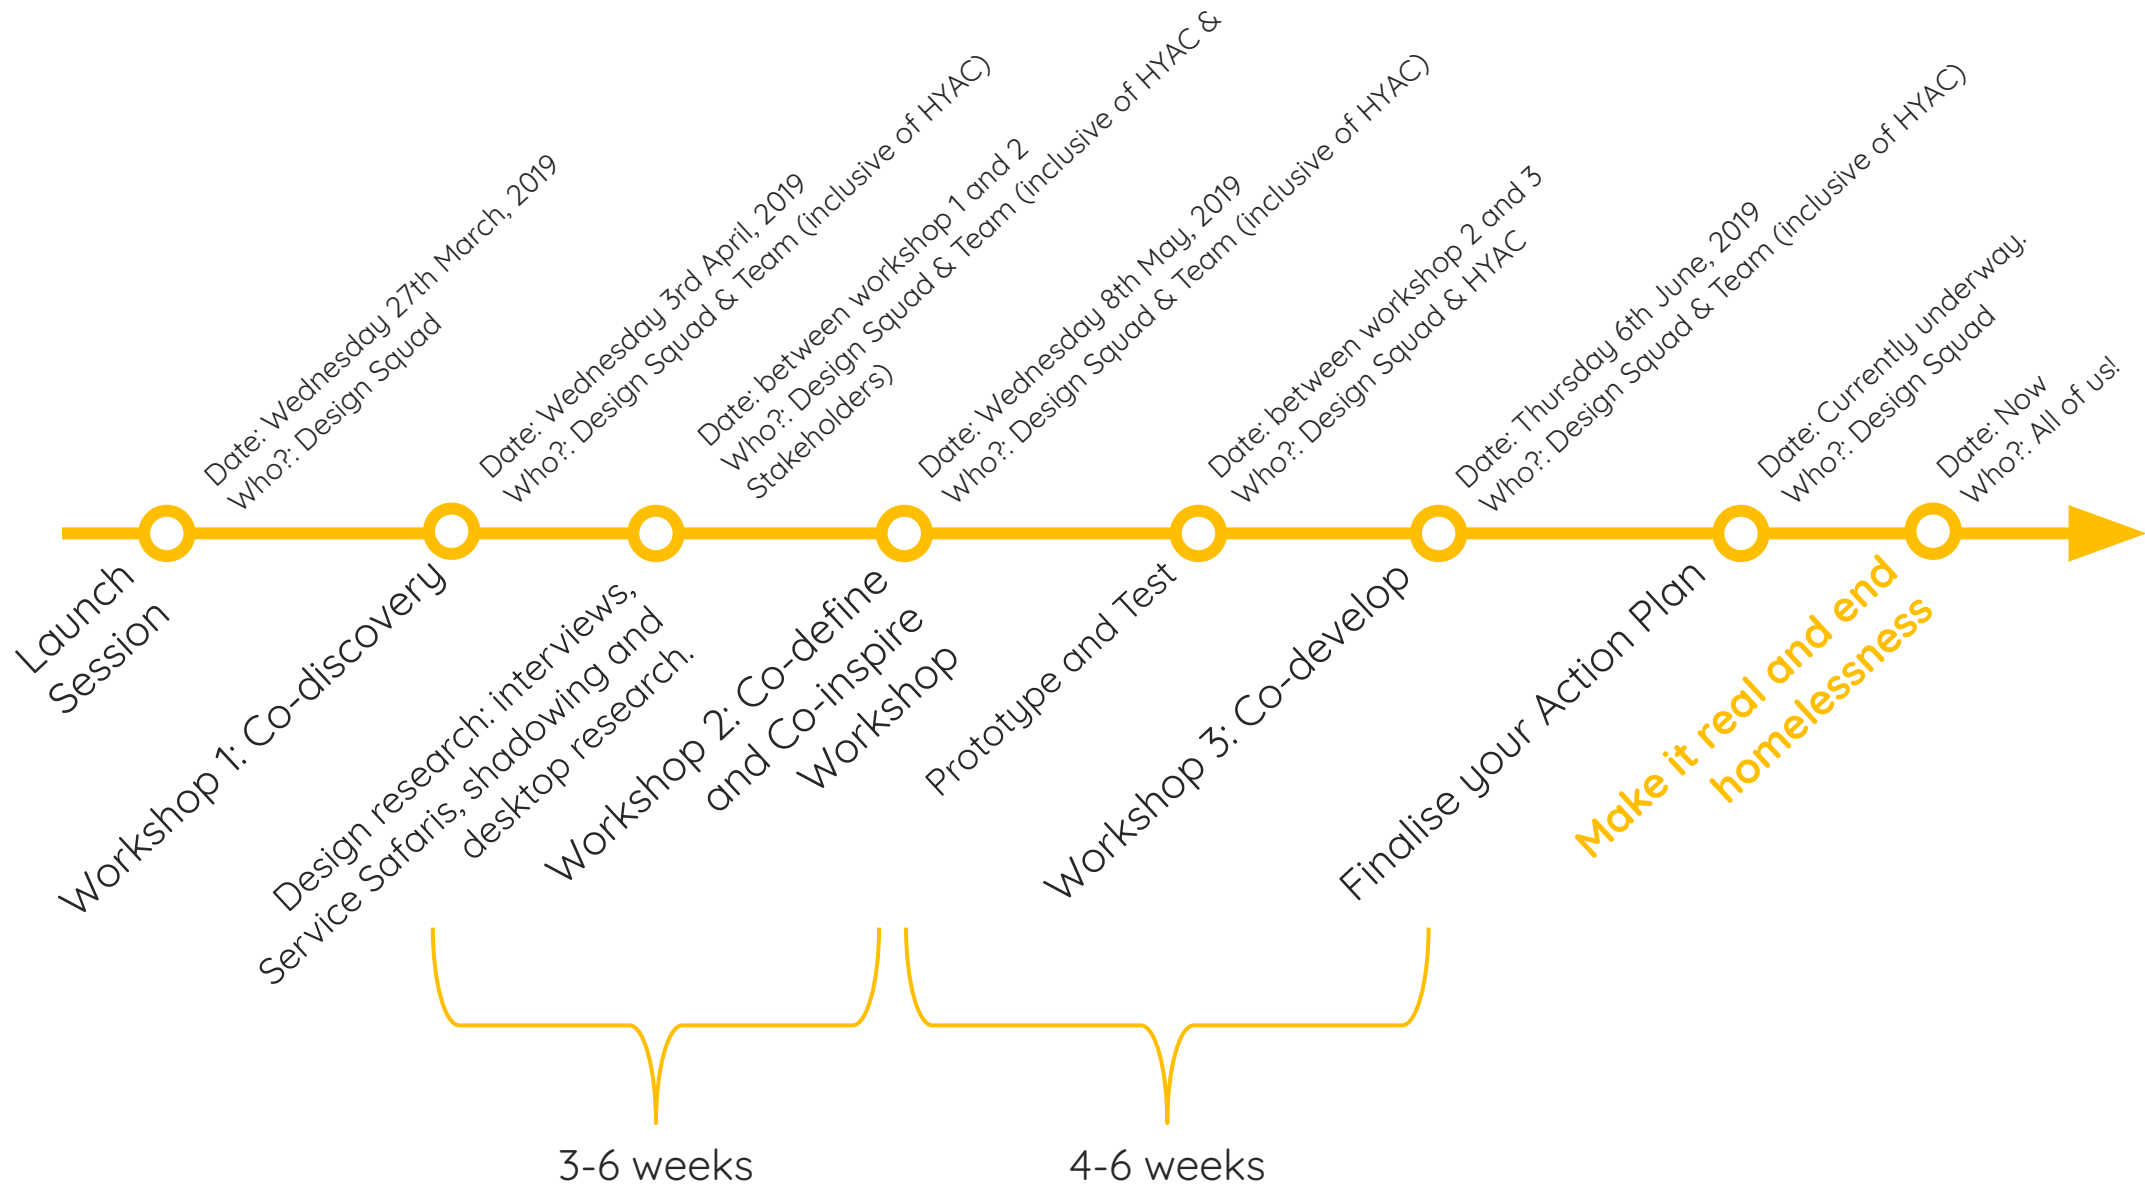 Date: Wednesday 27th March, 2019
Who?: Design Squad
Date: Wednesday 3rd April, 2019
Who?: Design Squad & Team (inclusive of HYAC)
Date: between workshop 1 and 2
Who?: Design Squad & Team (inclusive of HYAC &
Stakeholders)
Date: Wednesday 8th May, 2019
Who?: Design Squad & Team (inclusive of HYAC)
Date: between workshop 2 and 3
Who?: Design Squad & HYAC
Date: Thursday 6th June, 2019
Who?: Design Squad & Team (inclusive of HYAC)
Date: Currently underway.
Who?: Design Squad
Date: Now
Who?: All of us!
Launch
Session
Workshop 1: Co-discovery
Design research: interviews,
Service Safaris, shadowing and
desktop research.
Workshop 2: Co-define
and Co-inspire
Workshop
Prototype and Test
Workshop 3: Co-develop
Finalise your Action Plan
Make it real and end
homelessness
3-6 weeks
4-6 weeks